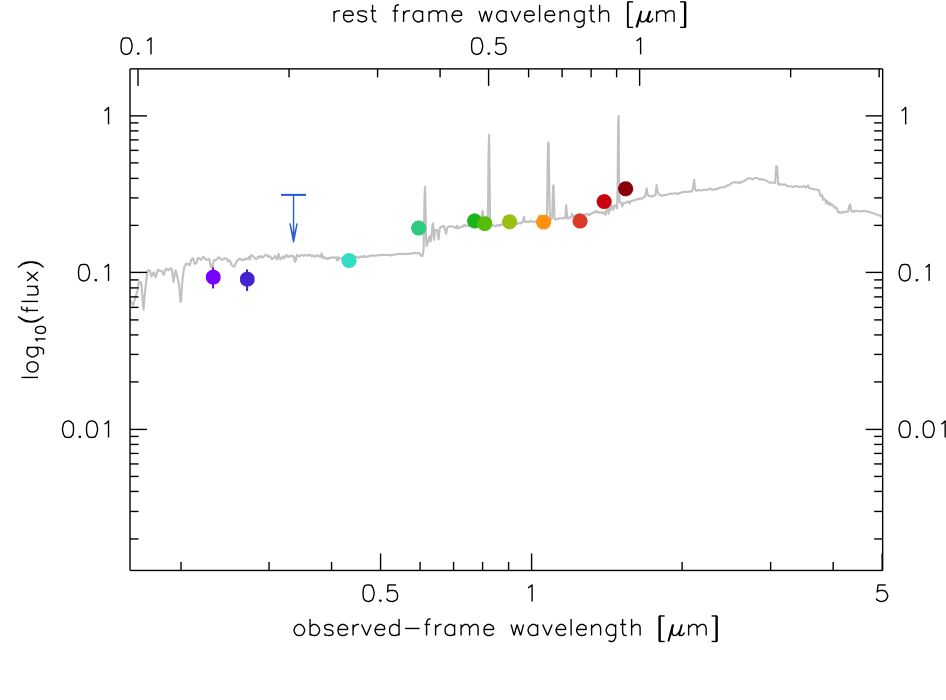 rest frame wavelength [μm]
0.1 0.5 1
1 1
0.1 0.1
0.01 0.01
log10(flux)
0.5 1 5
observed-frame wavelength [μm]